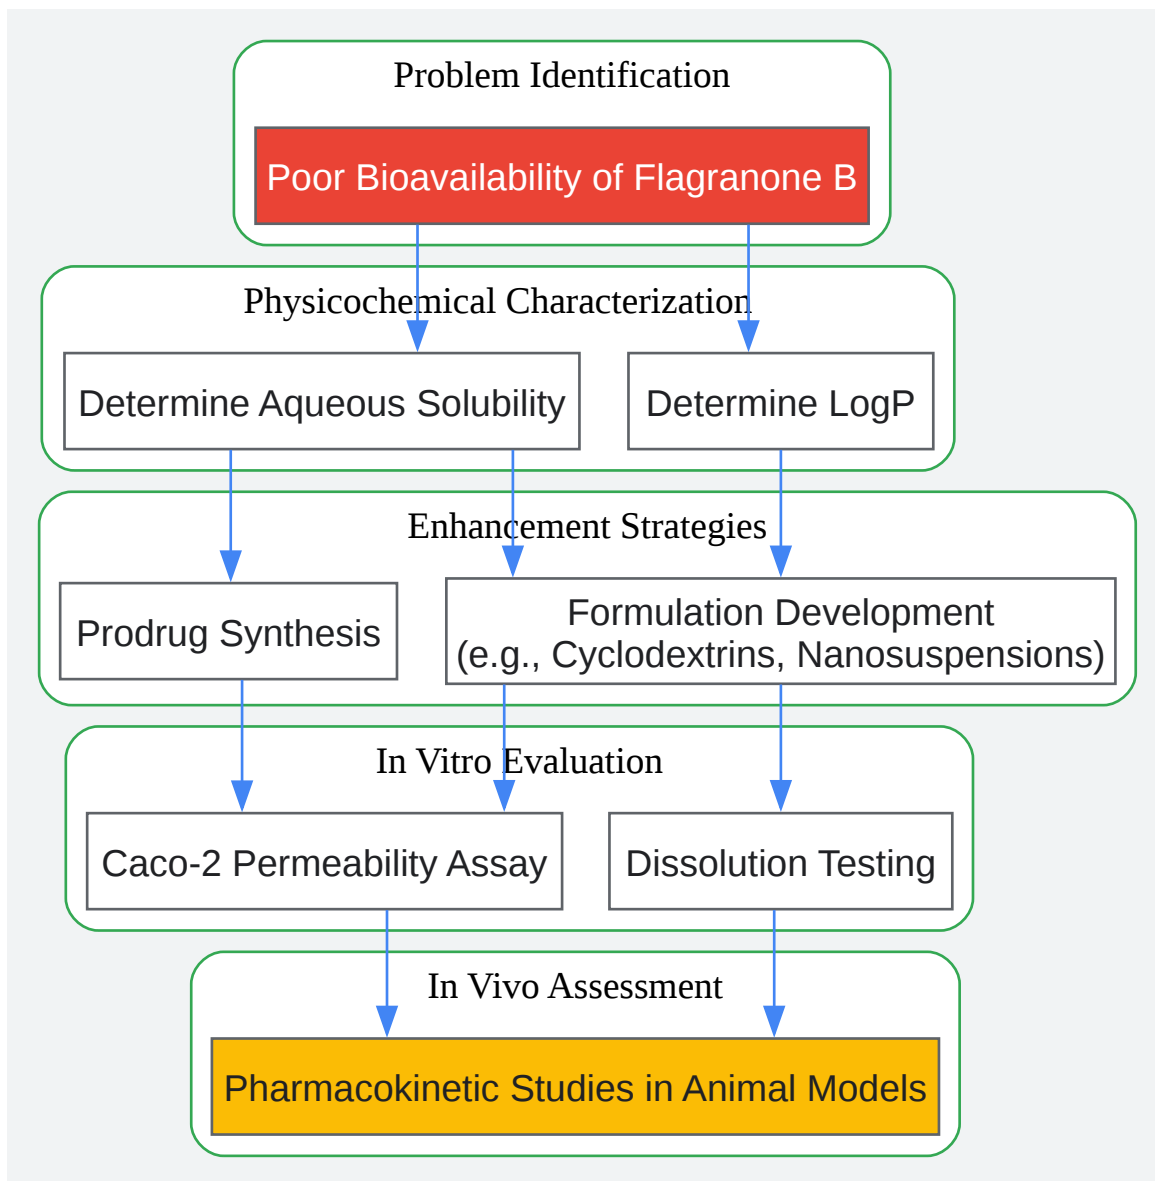 Problem Identification
Poor Bioavailability of Flagranone B
Physicochemical Characterization
Determine Aqueous Solubility
Determine LogP
Enhancement Strategies
Prodrug Synthesis
Formulation Development
(e.g., Cyclodextrins, Nanosuspensions)
In Vitro Evaluation
Caco-2 Permeability Assay
Dissolution Testing
In Vivo Assessment
Pharmacokinetic Studies in Animal Models